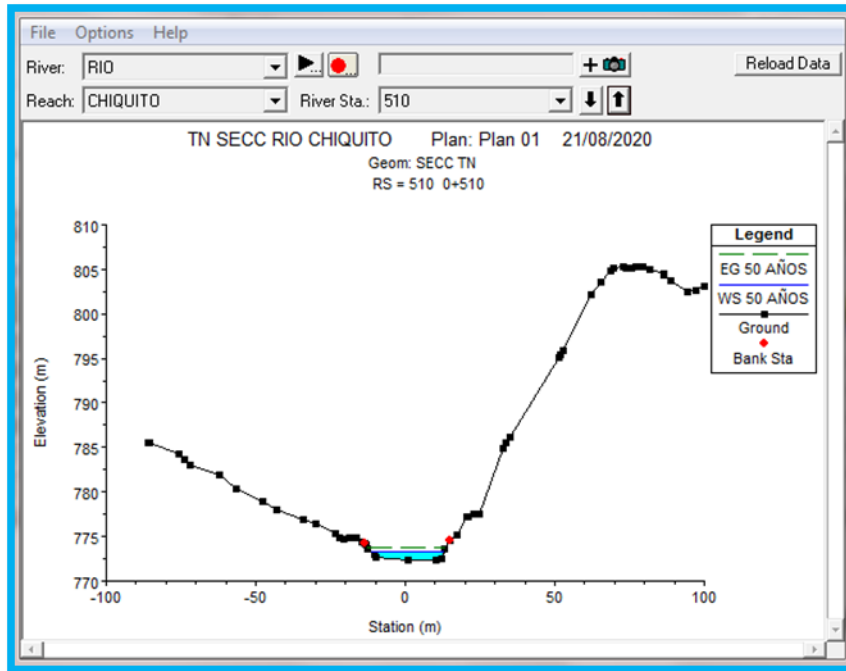 File Options Help
River: RIO Reload Data
Reach: CHIQUITO River Sta.: 510
TN SECC RIO CHIQUITO Plan: Plan 01 21/08/2020
Geom: SECC TN
RS = 510 0+510
810
805
800
795
790
785
780
775
770
Elevation (m)
-100 -50 0 50 100
Station (m)
Legend
EG 50 AÑOS
WS 50 AÑOS
Ground
Bank Sta